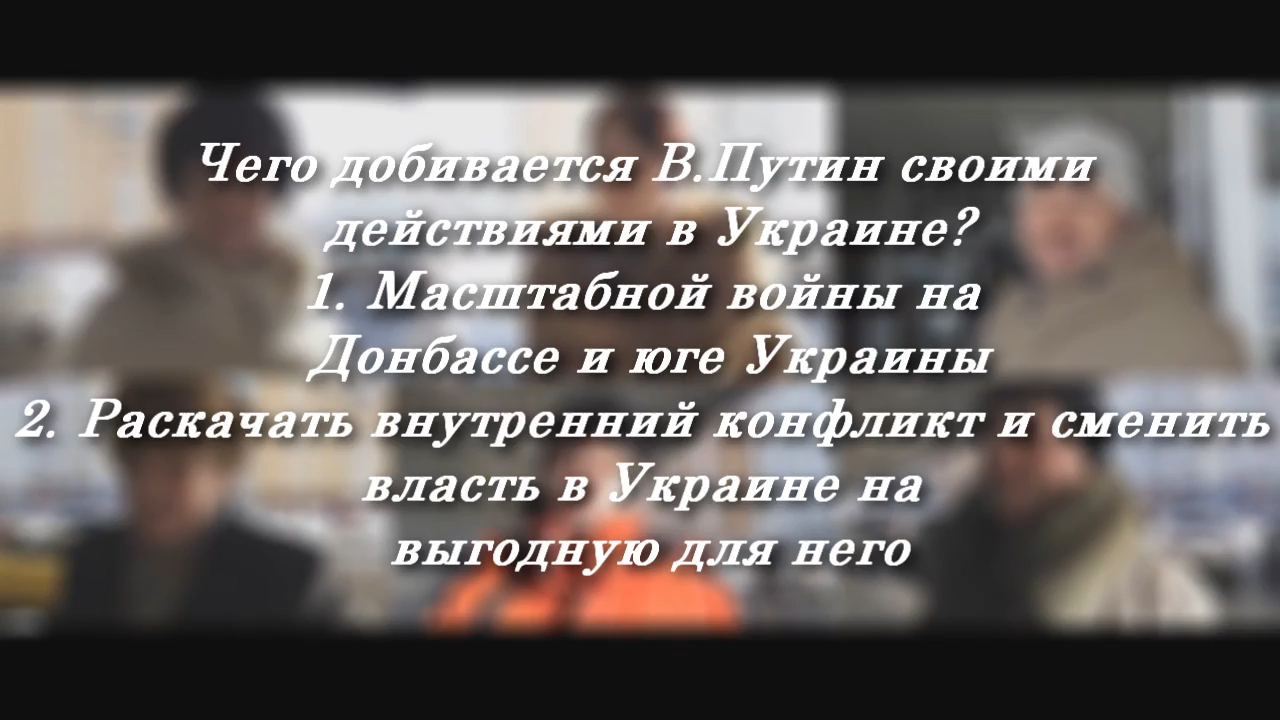 Чего добивается В.Путин своими
действиями в Украине?
1. Масштабной войны на
Донбассе и юге Украины
2. Раскачать внутренний конфликт и сменить
власть в Украине на
выгодную для него